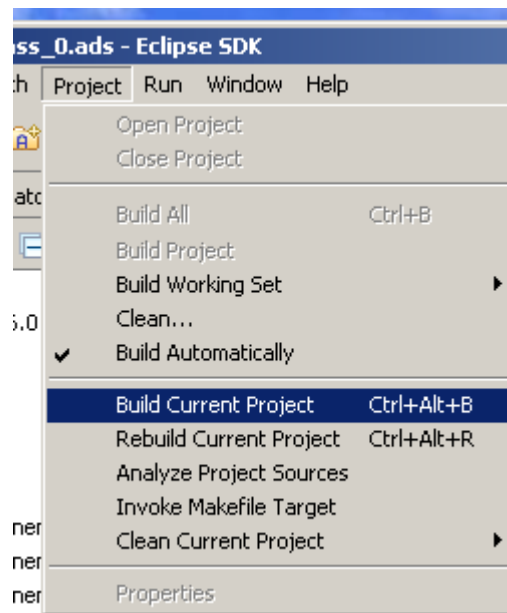 ss_0.ads - Eclipse SDK
Project Run Window Help
Open Project
Close Project
Build All Ctrl+B
Build Project
Build Working Set
Clean...
Build Automatically
Build Current Project Ctrl+Alt+B
Rebuild Current Project Ctrl+Alt+R
Analyze Project Sources
Invoke Makefile Target
Clean Current Project
Properties